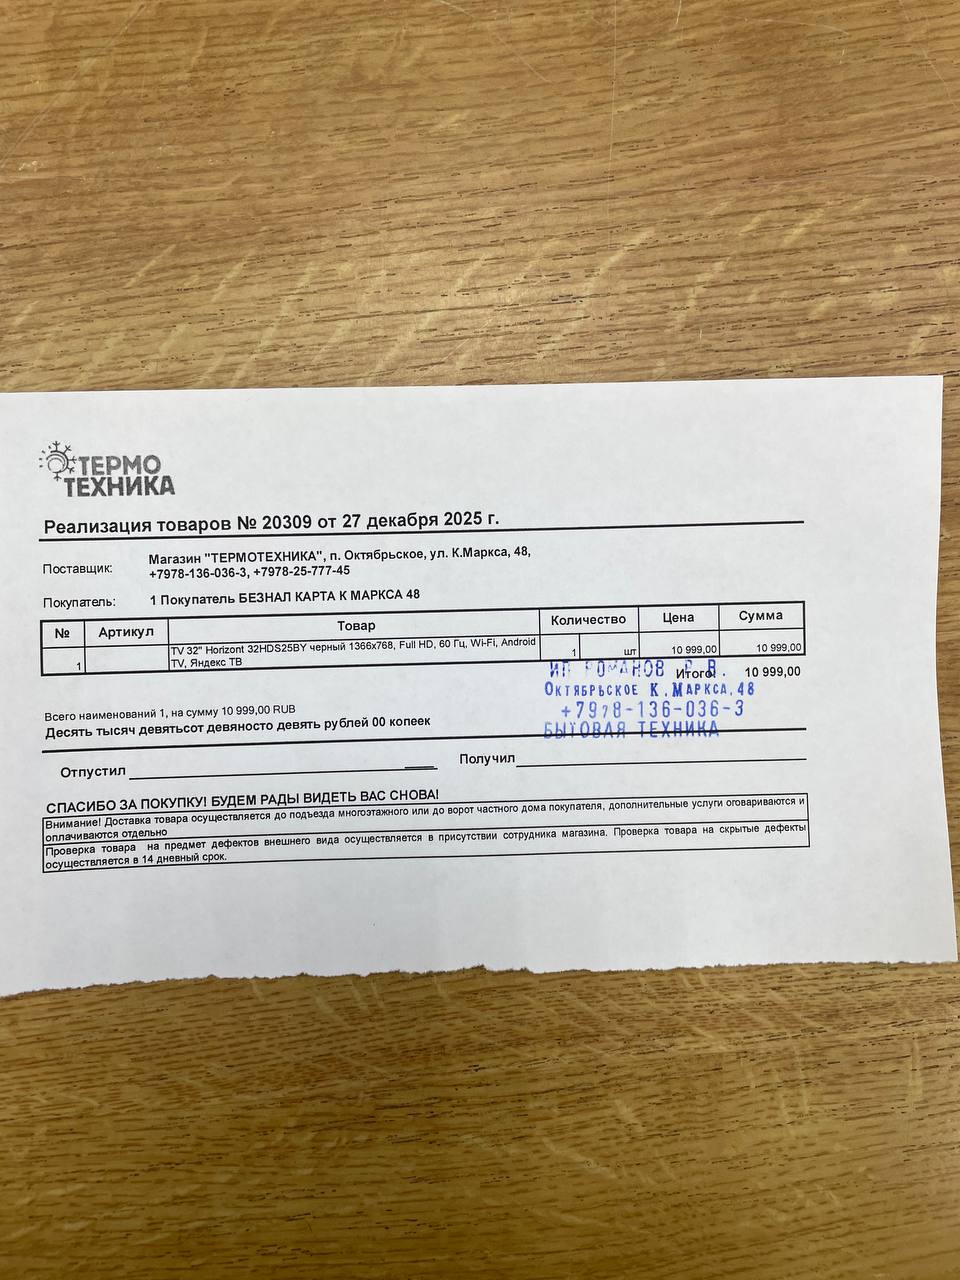 ТЕРМО
ТЕХНИКА
Реализация товаров № 20309 от 27 декабря 2025 г.
Поставщик: Магазин "ТЕРМОТЕХНИКА", п. Октябрьское, ул. К.Маркса, 48,
+7978-136-036-3, +7978-25-777-45
Покупатель: 1 Покупатель БЕЗНАЛ КАРТА К МАРКСА 48
№ Артикул Товар Количество Цена Сумма
1 TV 32" Horizont 32HDS25BY черный 1366x768, Full HD, 60 Гц, Wi-Fi, Android 1 шт 10 999,00 10 999,00
TV, Яндекс ТВ
Итого: 10 999,00
ИП РОМАНОВ Р.В.
ОКТЯБРЬСКОЕ К.МАРКСА,48
+7978-136-036-3
БЫТОВАЯ ТЕХНИКА
Всего наименований 1, на сумму 10 999,00 RUB
Десять тысяч девятьсот девяносто девять рублей 00 копеек
Отпустил Получил
СПАСИБО ЗА ПОКУПКУ! БУДЕМ РАДЫ ВИДЕТЬ ВАС СНОВА!
Внимание! Доставка товара осуществляется до подъезда многоэтажного или до ворот частного дома покупателя, дополнительные услуги оговариваются и
оплачиваются отдельно
Проверка товара на предмет дефектов внешнего вида осуществляется в присутствии сотрудника магазина. Проверка товара на скрытые дефекты
осуществляется в 14 дневный срок.